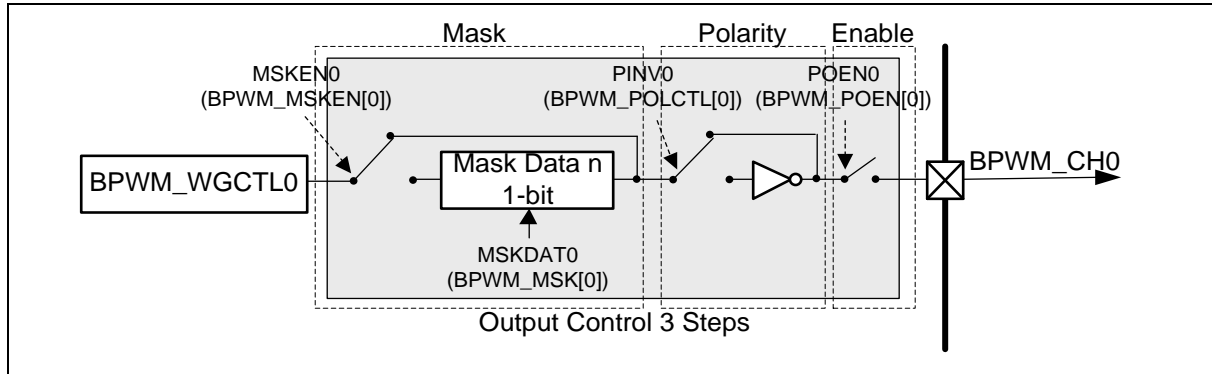 Mask
Polarity
Enable
MSKEN0
(BPWM_MSKEN[0])
PINV0
(BPWM_POLCTL[0])
POEN0
(BPWM_POEN[0])
BPWM_WGCTL0
Mask Data n
1-bit
BPWM_CH0
MSKDAT0
(BPWM_MSK[0])
Output Control 3 Steps